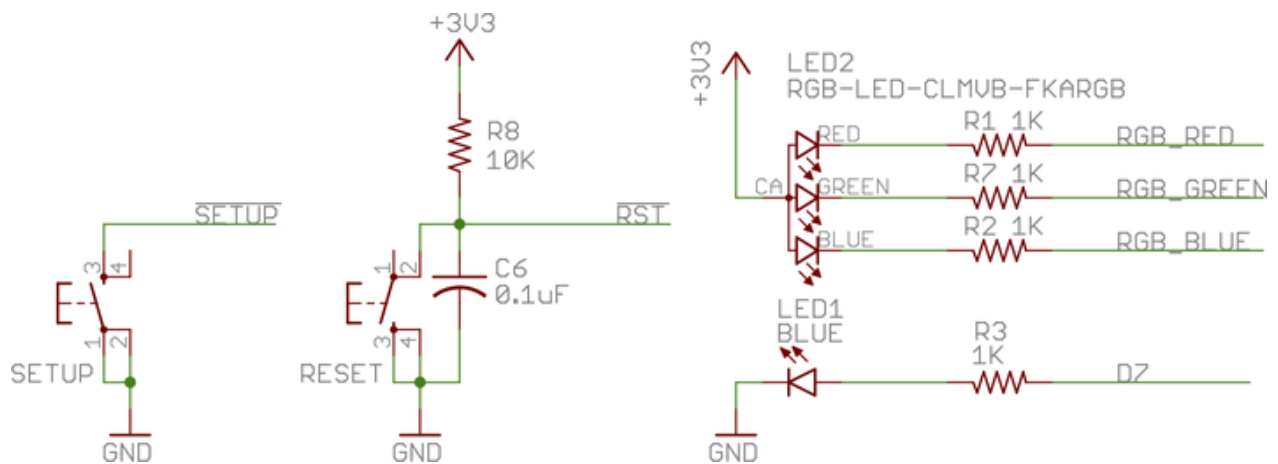 SETUP
3
4
1
2
SETUP
GND
+3V3
R8
10K
RST
1
2
C6
0.1uF
3
4
RESET
GND
+3V3
LED2
RGB-LED-CLMVB-FKARGB
RED
R1 1K
RGB_RED
CA
GREEN
R7 1K
RGB_GREEN
BLUE
R2 1K
RGB_BLUE
LED1
BLUE
R3
1K
D7
GND